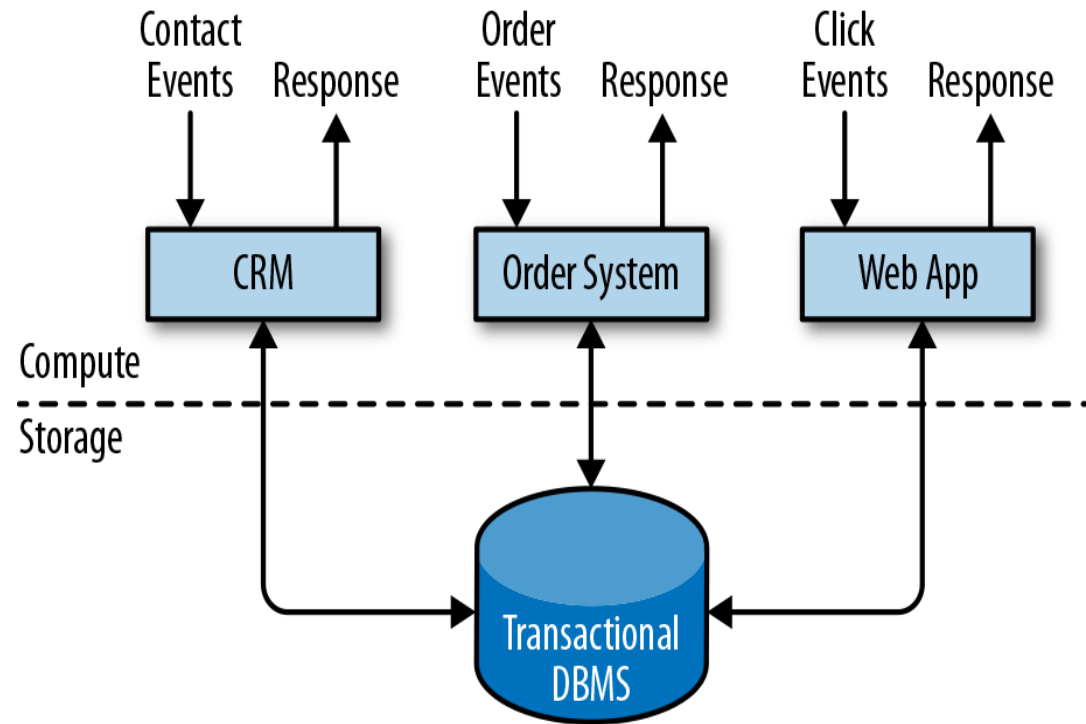 Contact
Events
Response
Order
Events
Response
Click
Events
Response
CRM
Order System
Web App
Compute
Storage
Transactional
DBMS